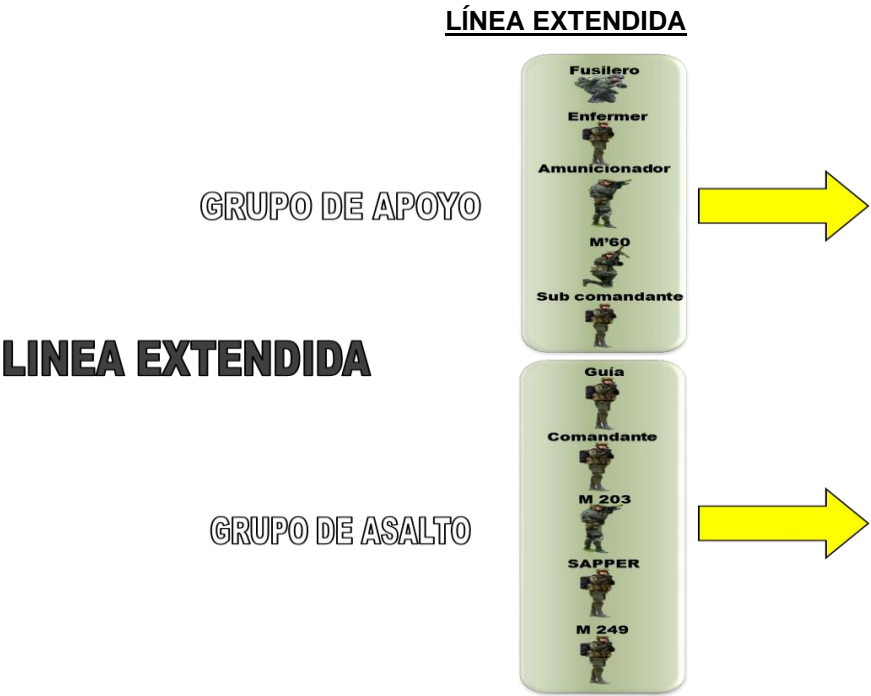 LÍNEA EXTENDIDA
Fusilero
Enfermer
Amunicionador
GRUPO DE APOYO
M'60
Sub comandante
LINEA EXTENDIDA
Guía
Comandante
M 203
GRUPO DE ASALTO
SAPPER
M 249